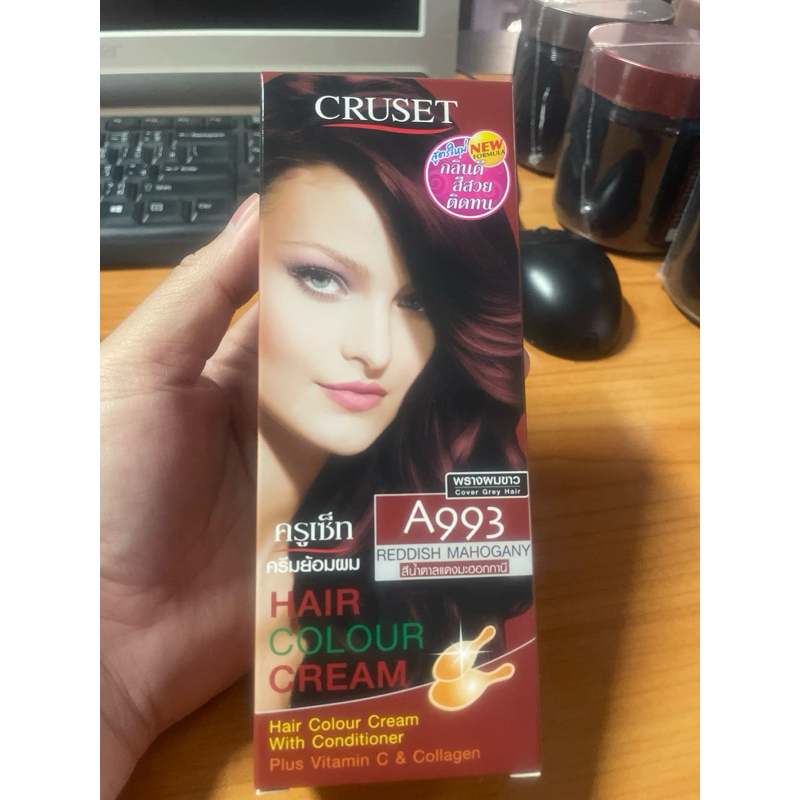 CRUSET
สูตรใหม่
NEW
FORMULA
กลิ่นดี
สีสวย
ติดทน
พรางผมขาว
Cover Grey Hair
A993
REDDISH MAHOGANY
สีน้ำตาลแดงมะฮอกกานี
ครูเซ็ท
ครีมย้อมผม
HAIR
COLOUR
CREAM
Hair Colour Cream
With Conditioner
Plus Vitamin C & Collagen